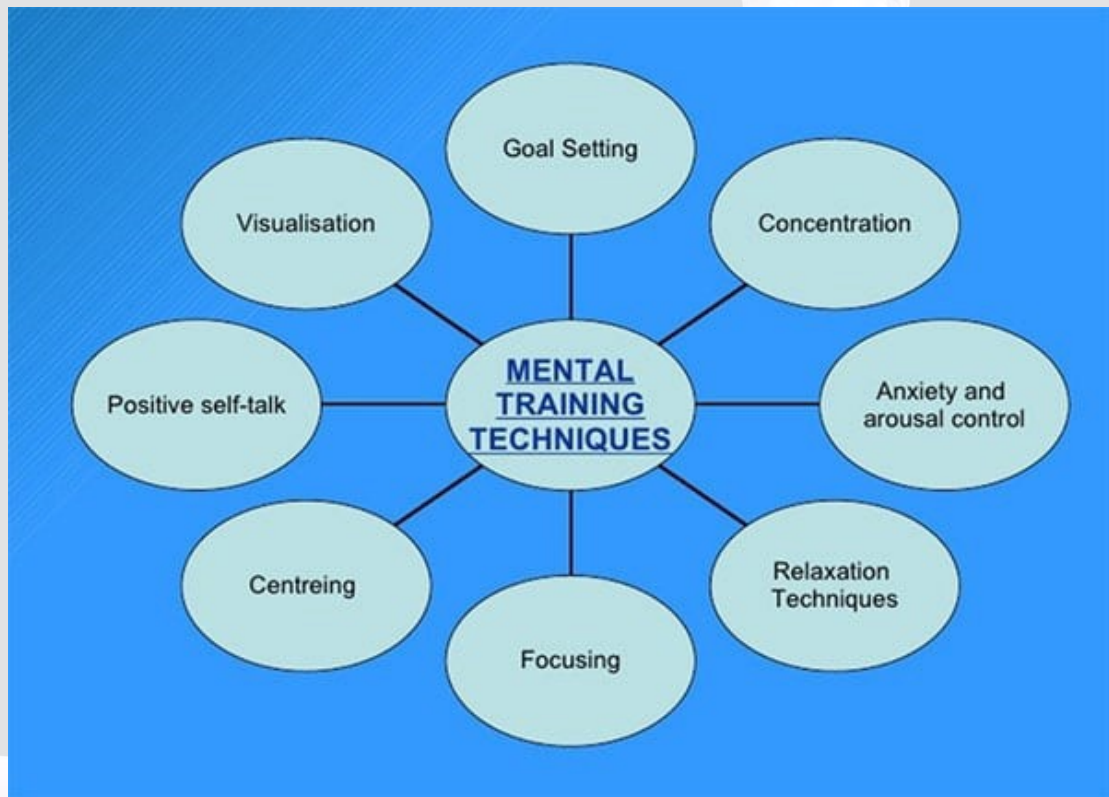 Goal Setting
Visualisation
Concentration
MENTAL
TRAINING
TECHNIQUES
Positive self-talk
Anxiety and
arousal control
Centreing
Relaxation
Techniques
Focusing